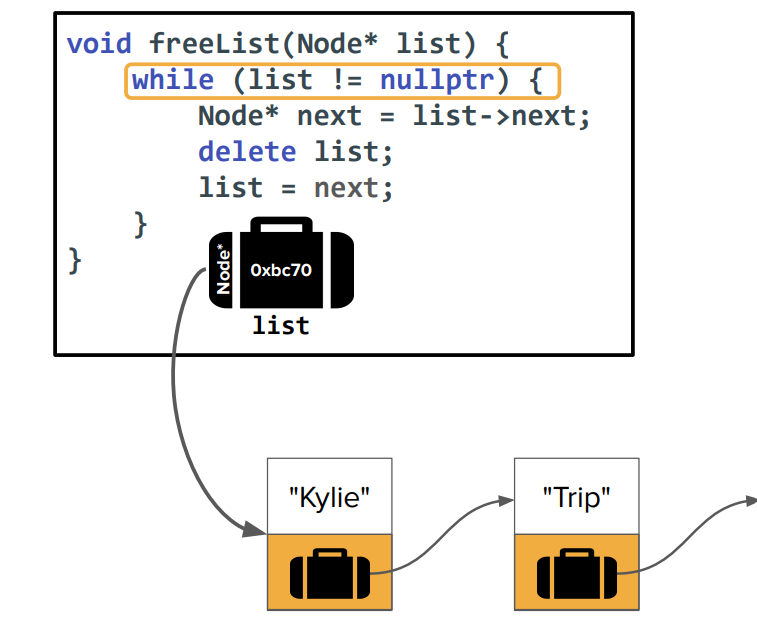 void freeList(Node* list) {
    while (list != nullptr) {
        Node* next = list->next;
        delete list;
        list = next;
    }
}
Node*
0xbc70
list
"Kylie"
"Trip"